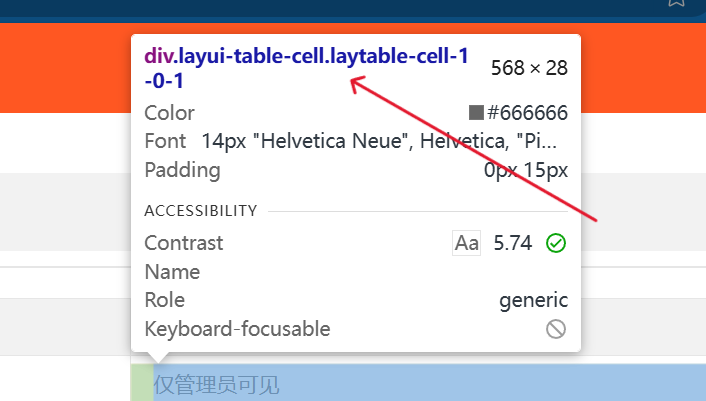 div.layui-table-cell.laytable-cell-1
-0-1
568 × 28
Color
#666666
Font
14px "Helvetica Neue", Helvetica, "Pi...
Padding
0px 15px
ACCESSIBILITY
Contrast
Aa 5.74
Name
Role
generic
Keyboard-focusable
仅管理员可见